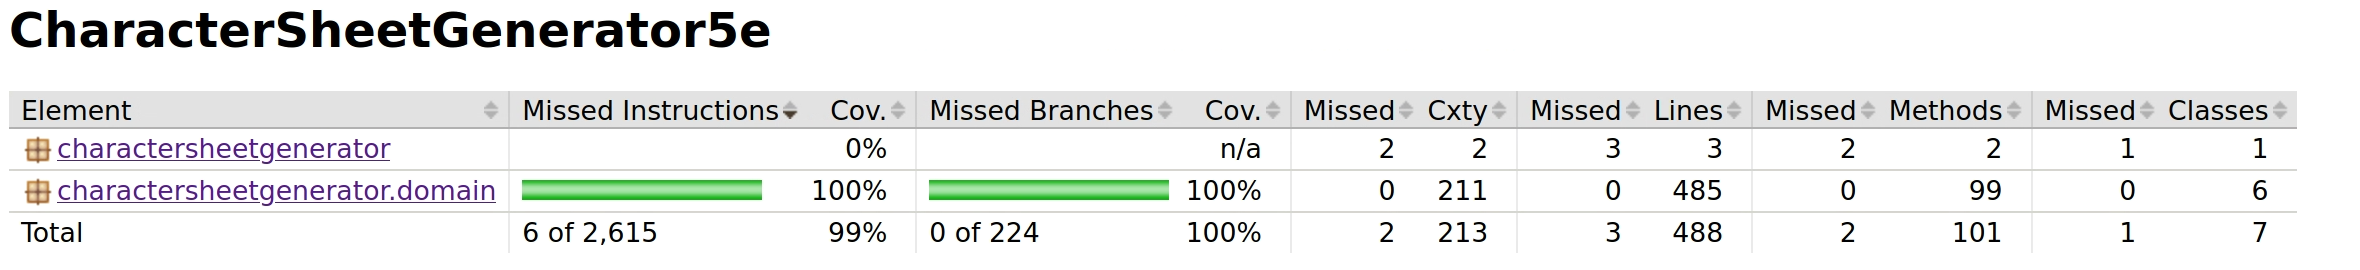 CharacterSheetGenerator5e
Element Missed Instructions Cov. Missed Branches Cov. Missed Cxty Missed Lines Missed Methods Missed Classes
charactersheetgenerator 0% n/a 2 2 3 3 2 2 1 1
charactersheetgenerator.domain 100% 100% 0 211 0 485 0 99 0 6
Total 6 of 2,615 99% 0 of 224 100% 2 213 3 488 2 101 1 7